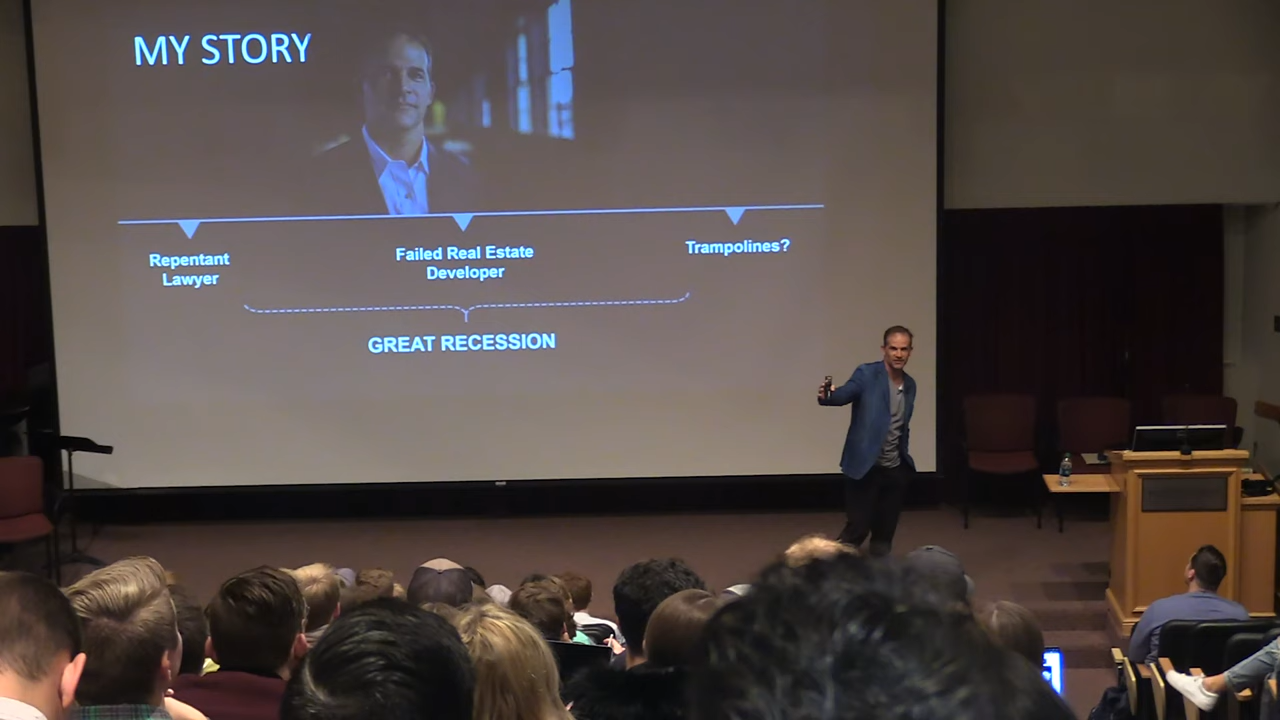 MY STORY
Repentant
Lawyer
Failed Real Estate
Developer
Trampolines?
GREAT RECESSION